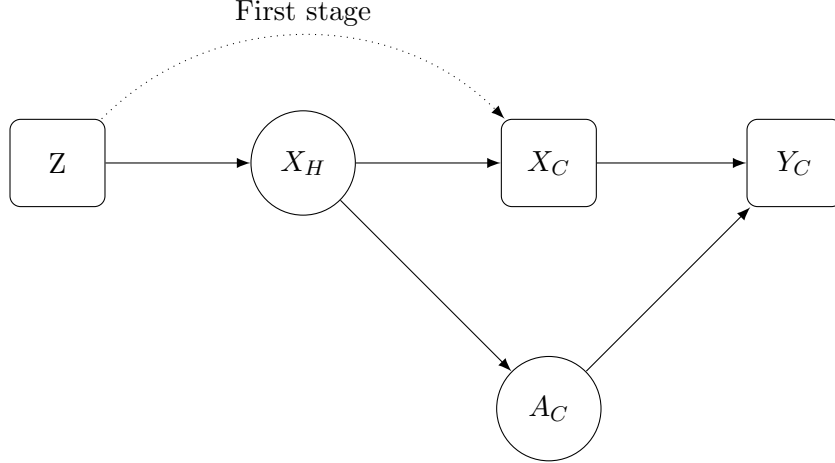 First stage
Z
X_H
X_C
Y_C
A_C